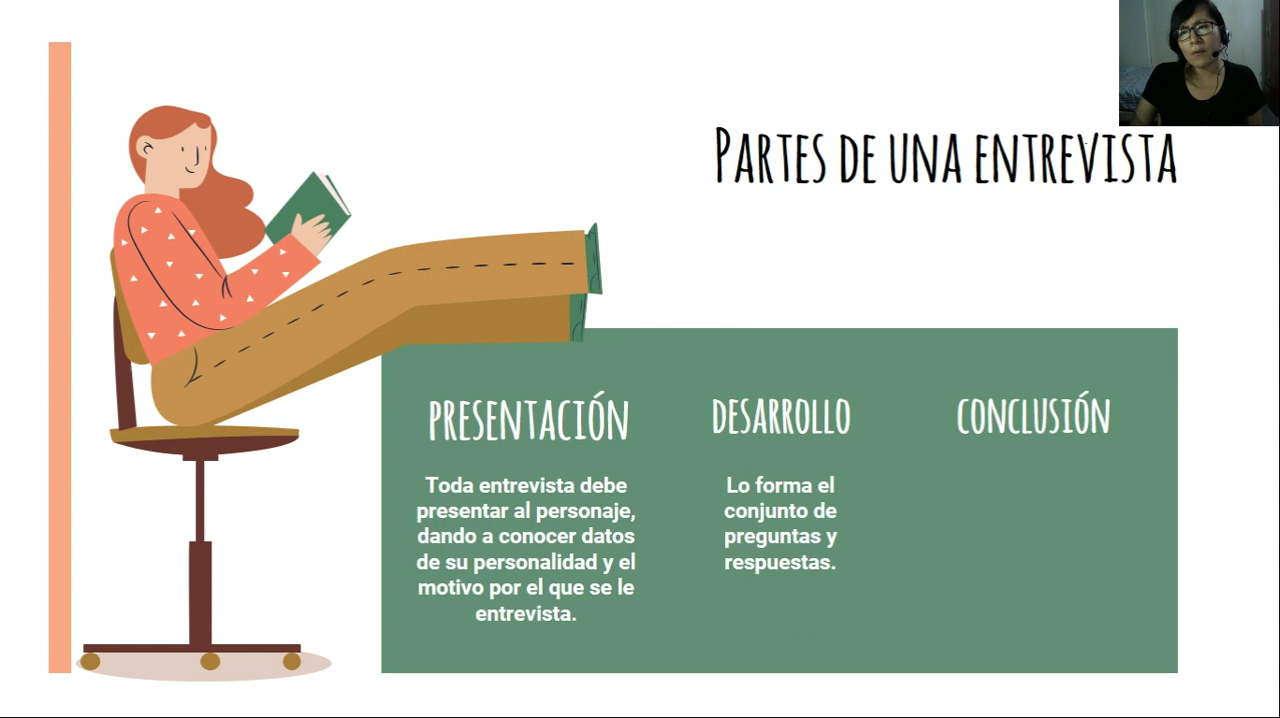 Partes de una entrevista
presentación
Toda entrevista debe
presentar al personaje,
dando a conocer datos
de su personalidad y el
motivo por el que se le
entrevista.
desarrollo
Lo forma el
conjunto de
preguntas y
respuestas.
conclusión